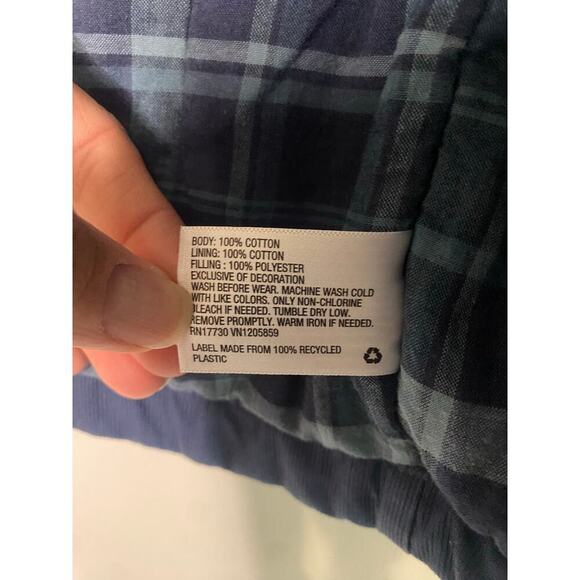 BODY: 100% COTTON
LINING: 100% COTTON
FILLING : 100% POLYESTER
EXCLUSIVE OF DECORATION
WASH BEFORE WEAR. MACHINE WASH COLD
WITH LIKE COLORS. ONLY NON-CHLORINE
BLEACH IF NEEDED. TUMBLE DRY LOW.
REMOVE PROMPTLY. WARM IRON IF NEEDED.
RN17730 VN1205859
LABEL MADE FROM 100% RECYCLED
PLASTIC